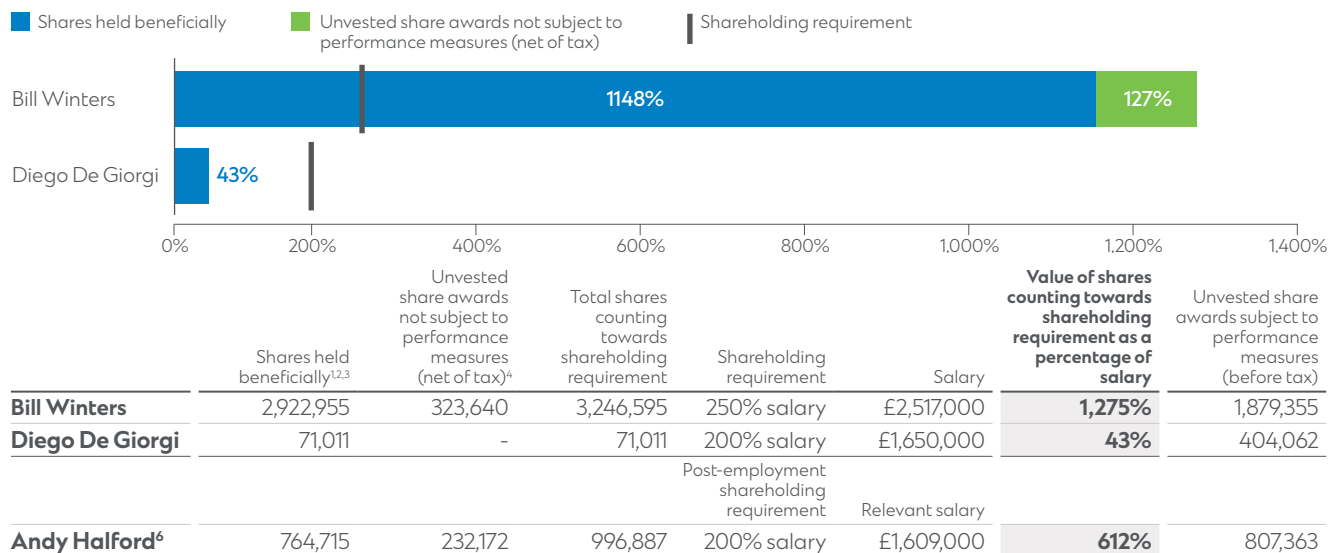 Shares held beneficially
Unvested share awards not subject to
performance measures (net of tax)
Shareholding requirement
Bill Winters
1148%
127%
Diego De Giorgi
43%
0%
200%
400%
600%
800%
1,000%
1,200%
1,400%
Shares held
beneficially1,2,3
Unvested
share awards
not subject to
performance
measures
(net of tax)4
Total shares
counting
towards
shareholding
requirement
Shareholding
requirement
Salary
Value of shares
counting towards
shareholding
requirement as a
percentage of
salary
Unvested share
awards subject to
performance
measures
(before tax)
Bill Winters 2,922,955 323,640 3,246,595 250% salary £2,517,000 1,275% 1,879,355
Diego De Giorgi 71,011 - 71,011 200% salary £1,650,000 43% 404,062
Post-employment
shareholding
requirement
Relevant salary
Andy Halford6 764,715 232,172 996,887 200% salary £1,609,000 612% 807,363